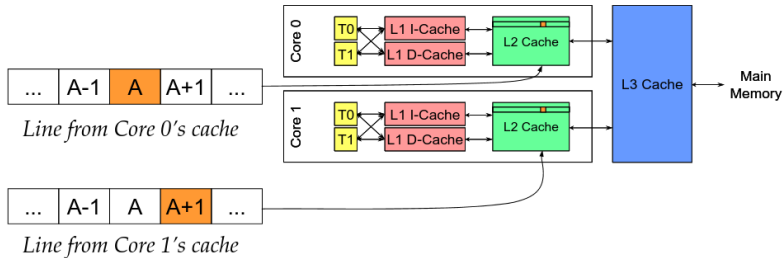 Core 0
T0
T1
L1 I-Cache
L1 D-Cache
L2 Cache
... A-1 A A+1 ...
Line from Core 0's cache
Core 1
T0
T1
L1 I-Cache
L1 D-Cache
L2 Cache
L3 Cache
Main
Memory
... A-1 A A+1 ...
Line from Core 1's cache